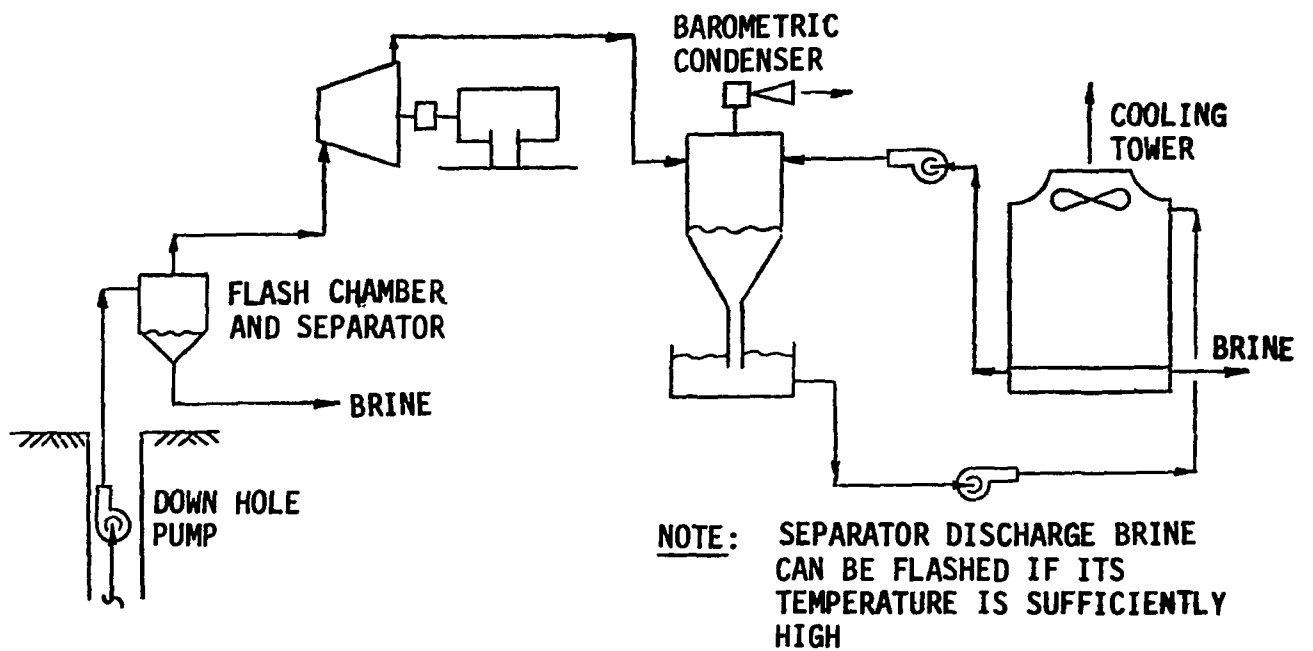 BAROMETRIC
CONDENSER
COOLING
TOWER
FLASH CHAMBER
AND SEPARATOR
BRINE
BRINE
DOWN HOLE
PUMP
NOTE: SEPARATOR DISCHARGE BRINE
CAN BE FLASHED IF ITS
TEMPERATURE IS SUFFICIENTLY
HIGH